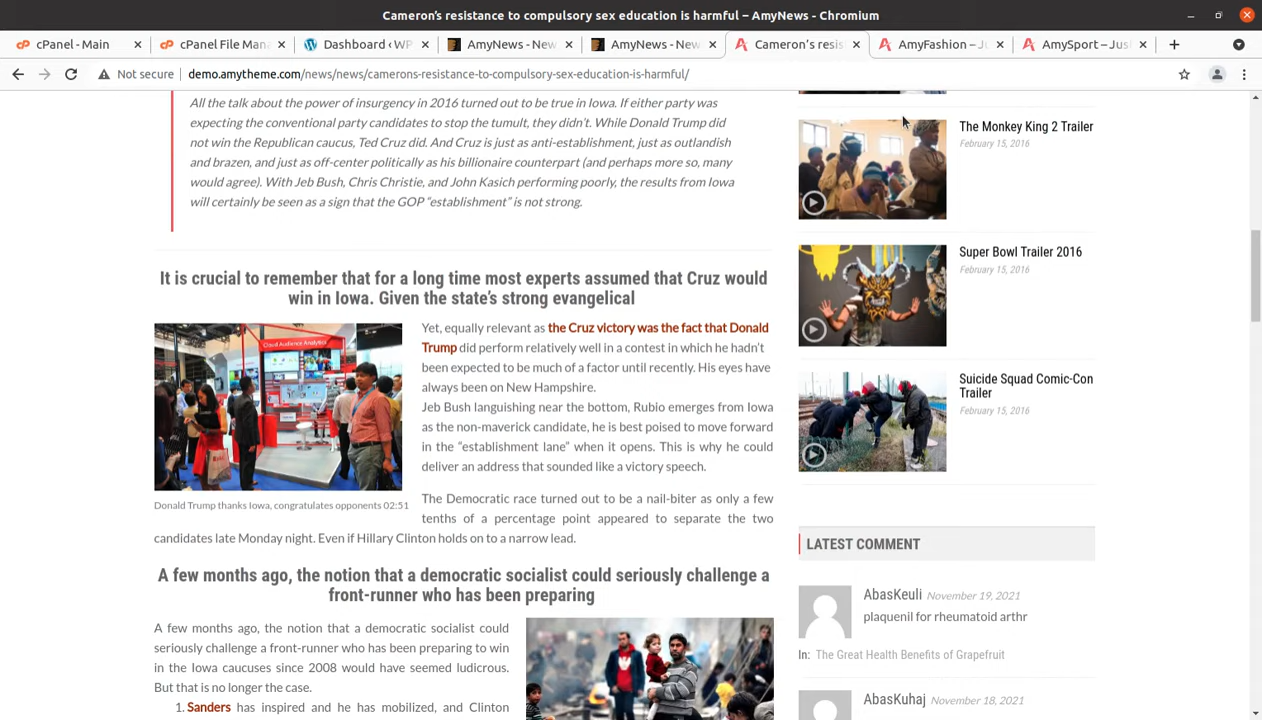 Cameron's resistance to compulsory sex education is harmful – AmyNews - Chromium
cPanel - Main
cPanel File Man
Dashboard ‹ WP
AmyNews - New
AmyNews - New
Cameron's resis
AmyFashion – Ju
AmySport – Jus
Not secure
demo.amytheme.com/news/news/camerons-resistance-to-compulsory-sex-education-is-harmful/
All the talk about the power of insurgency in 2016 turned out to be true in Iowa. If either party was
expecting the conventional party candidates to stop the tumult, they didn't. While Donald Trump did
not win the Republican caucus, Ted Cruz did. And Cruz is just as anti-establishment, just as outlandish
and brazen, and just as off-center politically as his billionaire counterpart (and perhaps more so, many
would agree). With Jeb Bush, Chris Christie, and John Kasich performing poorly, the results from Iowa
will certainly be seen as a sign that the GOP “establishment” is not strong.
It is crucial to remember that for a long time most experts assumed that Cruz would
win in Iowa. Given the state's strong evangelical
Cloud Audience Analytics
Donald Trump thanks Iowa, congratulates opponents 02:51
Yet, equally relevant as the Cruz victory was the fact that Donald
Trump did perform relatively well in a contest in which he hadn't
been expected to be much of a factor until recently. His eyes have
always been on New Hampshire.
Jeb Bush languishing near the bottom, Rubio emerges from Iowa
as the non-maverick candidate, he is best poised to move forward
in the “establishment lane” when it opens. This is why he could
deliver an address that sounded like a victory speech.
The Democratic race turned out to be a nail-biter as only a few
tenths of a percentage point appeared to separate the two
candidates late Monday night. Even if Hillary Clinton holds on to a narrow lead.
A few months ago, the notion that a democratic socialist could seriously challenge a
front-runner who has been preparing
A few months ago, the notion that a democratic socialist could
seriously challenge a front-runner who has been preparing to win
in the Iowa caucuses since 2008 would have seemed ludicrous.
But that is no longer the case.
1. Sanders has inspired and he has mobilized, and Clinton
The Monkey King 2 Trailer
February 15, 2016
Super Bowl Trailer 2016
February 15, 2016
Suicide Squad Comic-Con
Trailer
February 15, 2016
LATEST COMMENT
AbasKeuli November 19, 2021
plaquenil for rheumatoid arthr
In: The Great Health Benefits of Grapefruit
AbasKuhaj November 18, 2021